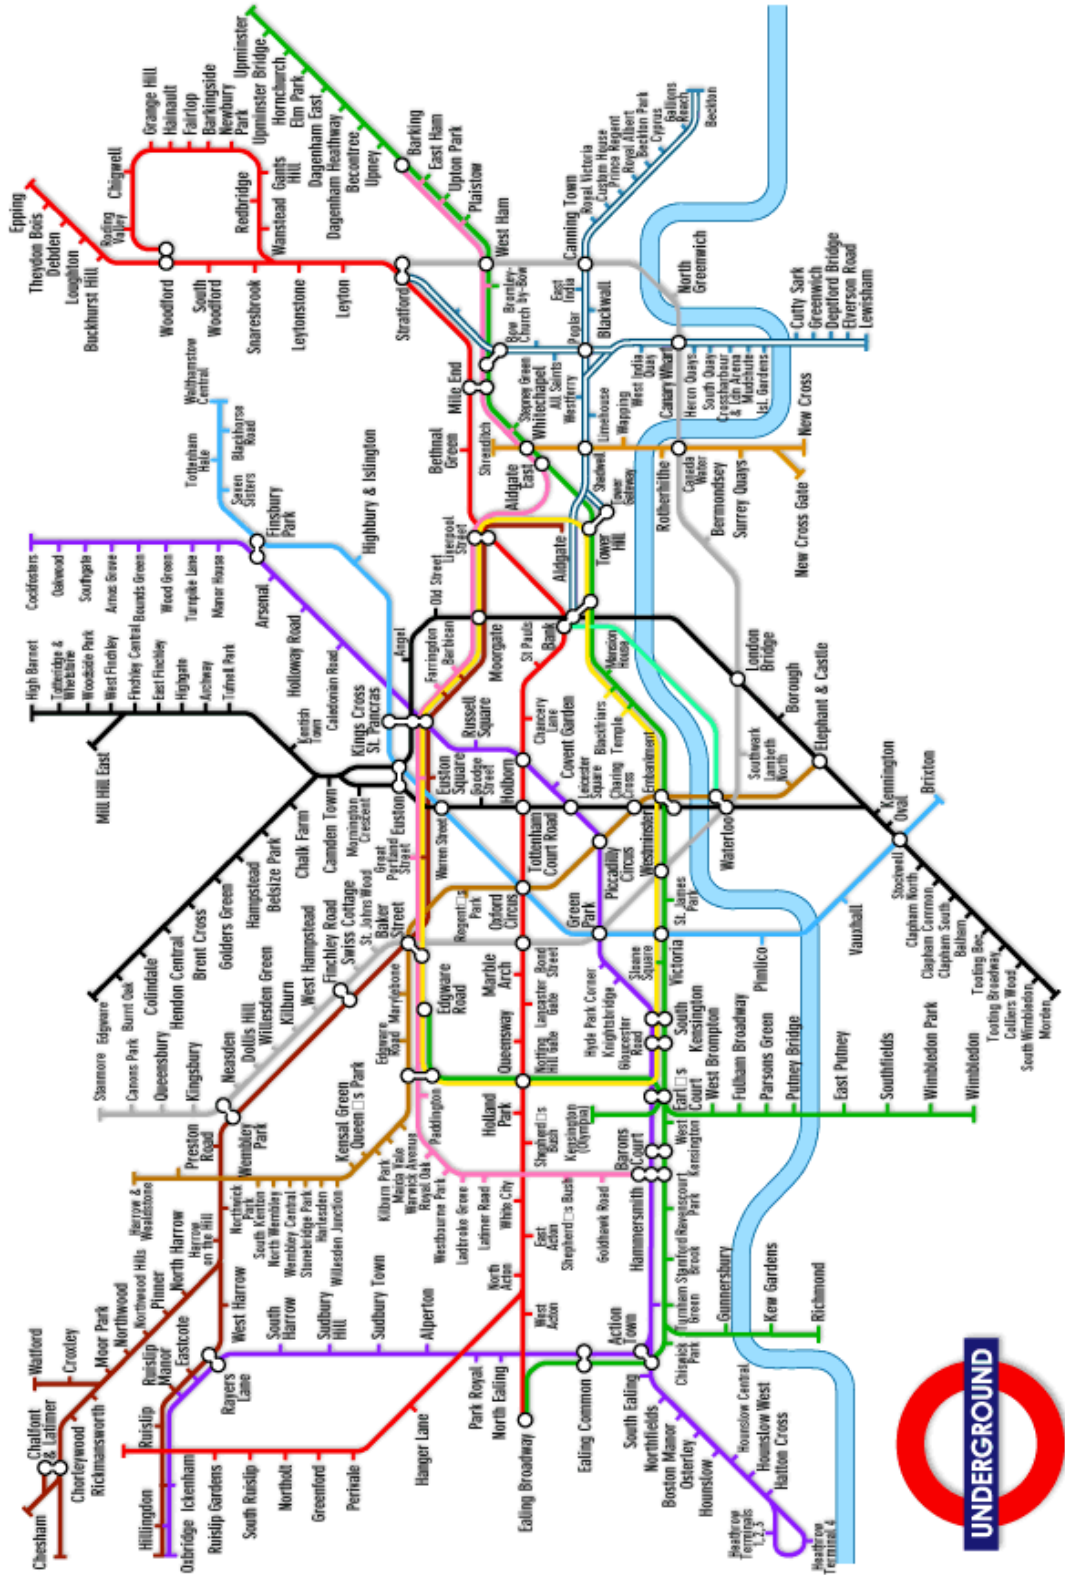 Epping
Theydon Bois
Debden
Loughton
Buckhurst Hill
Roding
Valley
Chigwell
Grange Hill
Hainault
Fairlop
Barkingside
Newbury
Park
Gants
Hill
Redbridge
Wanstead
Woodford
South
Woodford
Snaresbrook
Leytonstone
Leyton
Stratford
Mile End
Bethnal
Green
Liverpool
Street
Bank
St Pauls
Chancery
Lane
Holborn
Tottenham
Court Road
Oxford
Circus
Bond
Street
Marble
Arch
Lancaster
Gate
Queensway
Notting
Hill Gate
Holland
Park
Shepherd□s
Bush
White City
East
Acton
North
Acton
West
Acton
Ealing Broadway
Hanger Lane
Perivale
Greenford
Northolt
South Ruislip
Ruislip Gardens
Upminster
Upminster Bridge
Hornchurch
Elm Park
Dagenham East
Dagenham Heathway
Becontree
Upney
Barking
East Ham
Upton Park
Plaistow
West Ham
Bromley-
by-Bow
Bow
Church
Stepney Green
Whitechapel
Aldgate
East
Shreditch
Aldgate
Tower
Hill
Tower
Gateway
Mansion
House
Blackfriars
Temple
Embankment
Westminster
St. James
Park
Victoria
Sloane
Square
South
Kensington
Gloucester
Road
Earl□s
Court
West Brompton
Fulham Broadway
Parsons Green
Putney Bridge
East Putney
Southfields
Wimbledon Park
Wimbledon
Kensington
(Olympia)
West
Kensington
Barons
Court
Hammersmith
Ravenscourt
Park
Stamford
Brook
Turnham
Green
Gunnersbury
Kew Gardens
Richmond
Chiswick
Park
Action
Town
Ealing Common
South Ealing
Northfields
Boston Manor
Osterley
Hounslow
Hounslow Central
Hounslow West
Hatton Cross
Heathrow
Terminals
1,2,3
Heathrow
Terminal 4
North Ealing
Park Royal
Alperton
Sudbury Town
Sudbury
Hill
South
Harrow
Rayers
Lane
Eastcote
Ruislip
Manor
Ruislip
Ickenham
Hillingdon
Oxbridge
Walthamstow
Central
Blackhorse
Road
Tottenham
Hale
Seven
Sisters
Finsbury
Park
Highbury & Islington
Kings Cross
St. Pancras
Euston
Warren Street
Green
Park
Pimlico
Vauxhall
Stockwell
Brixton
Cockfosters
Oakwood
Southgate
Arnos Grove
Bounds Green
Wood Green
Turnpike Lane
Manor House
Arsenal
Holloway Road
Caledonian Road
Russell
Square
Covent Garden
Leicester
Square
Piccadilly
Circus
Hyde Park Corner
Knightsbridge
High Barnet
Totteridge &
Whetstone
Woodside Park
West Finchley
Finchley Central
East Finchley
Highgate
Archway
Tufnel Park
Kentish
Town
Mill Hill East
Camden Town
Mornington
Crescent
Chalk Farm
Belsize Park
Hampstead
Golders Green
Brent Cross
Hendon Central
Colindale
Burnt Oak
Edgware
Angel
Old Street
Moorgate
London
Bridge
Borough
Elephant & Castle
Kennington
Oval
Clapham North
Clapham Common
Clapham South
Balham
Tooting Bec
Tooting Broadway
Colliers Wood
South Wimbledon
Morden
Goodge
Street
Charing
Cross
Waterloo
Southwark
Lambeth
North
Farrington
Barbican
Euston
Square
Great
Portland
Street
Baker
Street
Regent□s
Park
Marylebone
Edgware
Road
Edgware
Road
Paddington
Royal Oak
Westbourne Park
Ladbroke Grove
Latimer Road
Shepherd□s Bush
Goldhawk Road
Warwick Avenue
Maida Vale
Kilburn Park
Queen□s Park
Kensal Green
Willesden Junction
Harlesden
Stonebridge Park
Wembley Central
North Wembley
South Kenton
Harrow &
Wealdstone
Stanmore
Canons Park
Queensbury
Kingsbury
Neasden
Wembley
Park
Dollis Hill
Willesden Green
Kilburn
West Hampstead
Finchley Road
Swiss Cottage
St. Johns Wood
Preston
Road
Northwick
Park
Harrow
on the Hill
West Harrow
North Harrow
Pinner
Northwood Hills
Northwood
Moor Park
Croxley
Watford
Rickmansworth
Chorleywood
Chalfont
& Latimer
Chesham
Canning Town
Royal Victoria
Custom House
Prince Regent
Royal Albert
Beckton Park
Cyprus
Gallions
Reach
Beckton
East
India
Blackwall
Poplar
All Saints
Westferry
Limehouse
Shadwell
West India
Quay
Canary Wharf
Heron Quays
South Quay
Crossharbour
& Ldn Arena
Mudchute
Isl. Gardens
Cutty Sark
Greenwich
Deptford Bridge
Elverson Road
Lewisham
North
Greenwich
Wapping
Rotherhithe
Canada
Water
Bermondsey
Surrey Quays
New Cross
New Cross Gate
UNDERGROUND